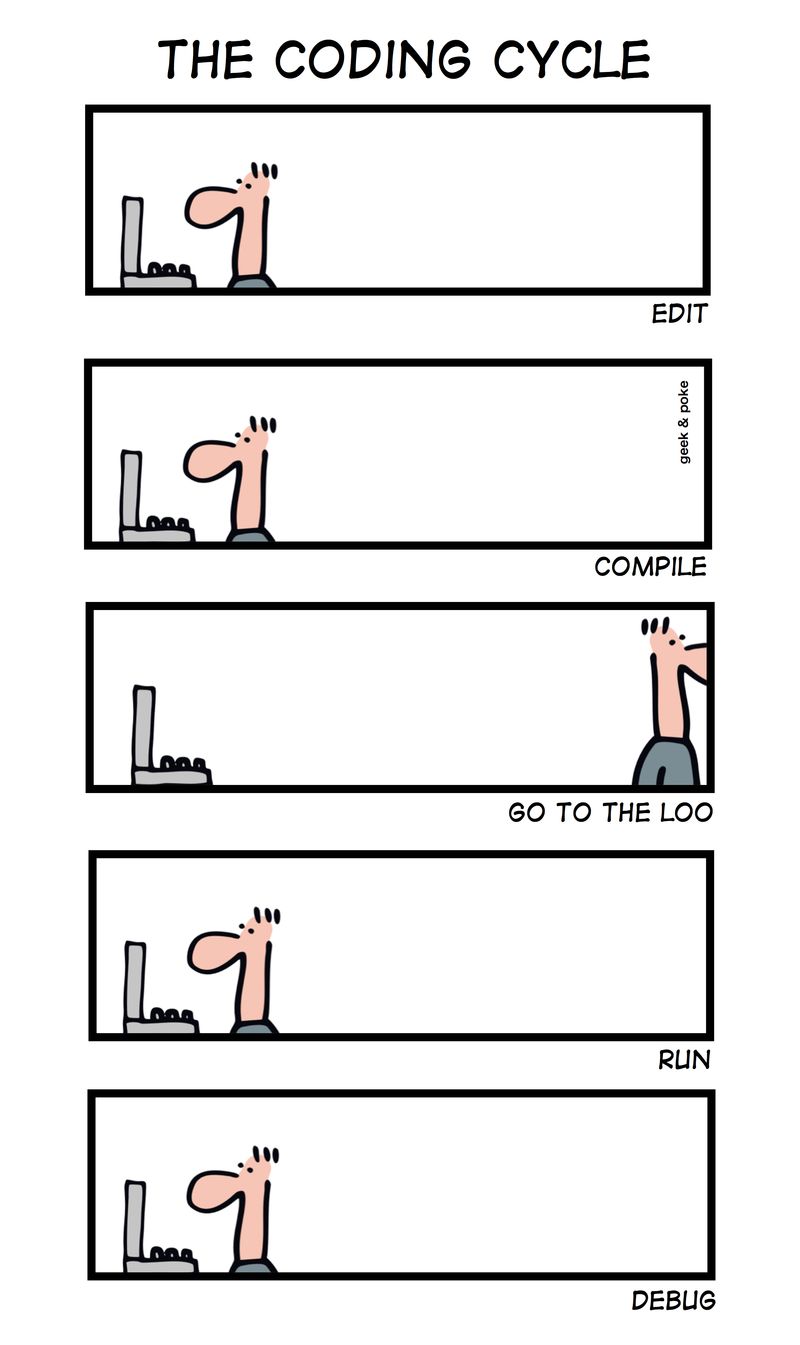 THE CODING CYCLE
EDIT
geek & poke
COMPILE
GO TO THE LOO
RUN
DEBUG